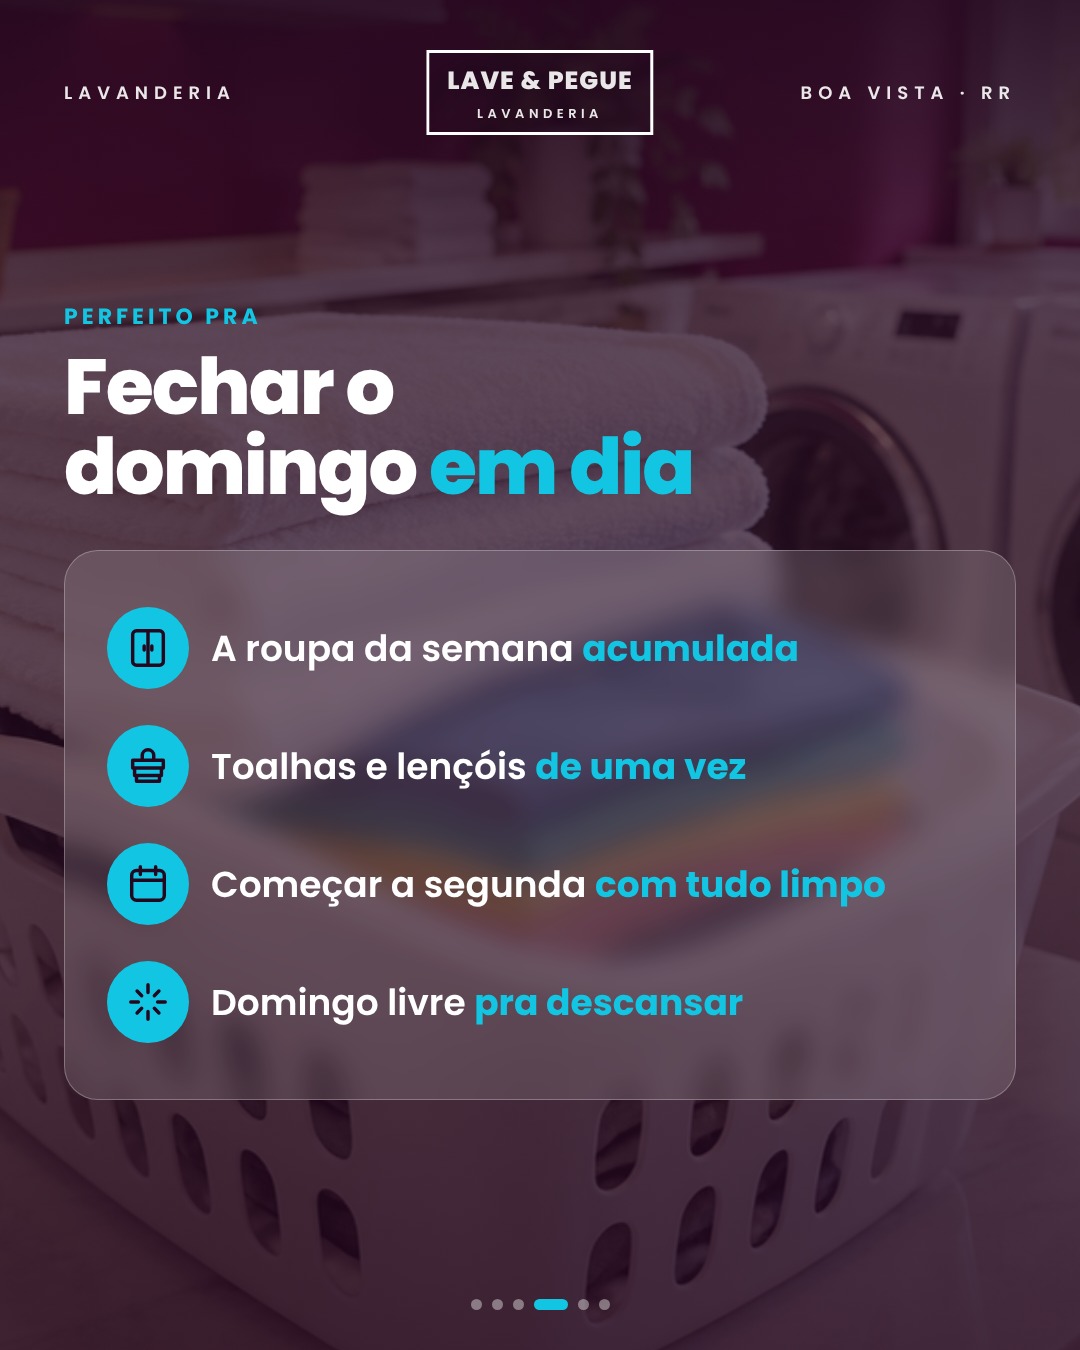 LAVANDERIA
LAVE & PEGUE
LAVANDERIA
BOA VISTA · RR
PERFEITO PRA
Fechar o
domingo em dia
A roupa da semana acumulada
Toalhas e lençóis de uma vez
Começar a segunda com tudo limpo
Domingo livre pra descansar